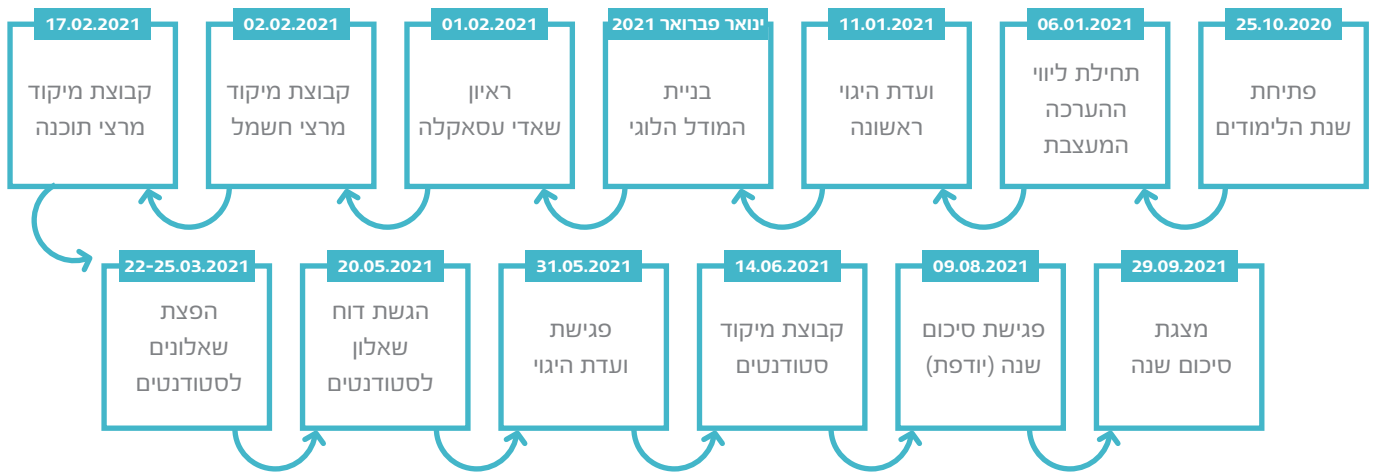 25.10.2020
פתיחת
שנת הלימודים
06.01.2021
תחילת ליווי
ההערכה
המעצבת
11.01.2021
ועדת היגוי
ראשונה
ינואר פברואר 2021
בניית
המודל הלוגי
01.02.2021
ראיון
שאדי עסאקלה
02.02.2021
קבוצת מיקוד
מרצי חשמל
17.02.2021
קבוצת מיקוד
מרצי תוכנה
22-25.03.2021
הפצת
שאלונים
לסטודנטים
20.05.2021
הגשת דוח
שאלון
לסטודנטים
31.05.2021
פגישת
ועדת היגוי
14.06.2021
קבוצת מיקוד
סטודנטים
09.08.2021
פגישת סיכום
שנה (יודפת)
29.09.2021
מצגת
סיכום שנה